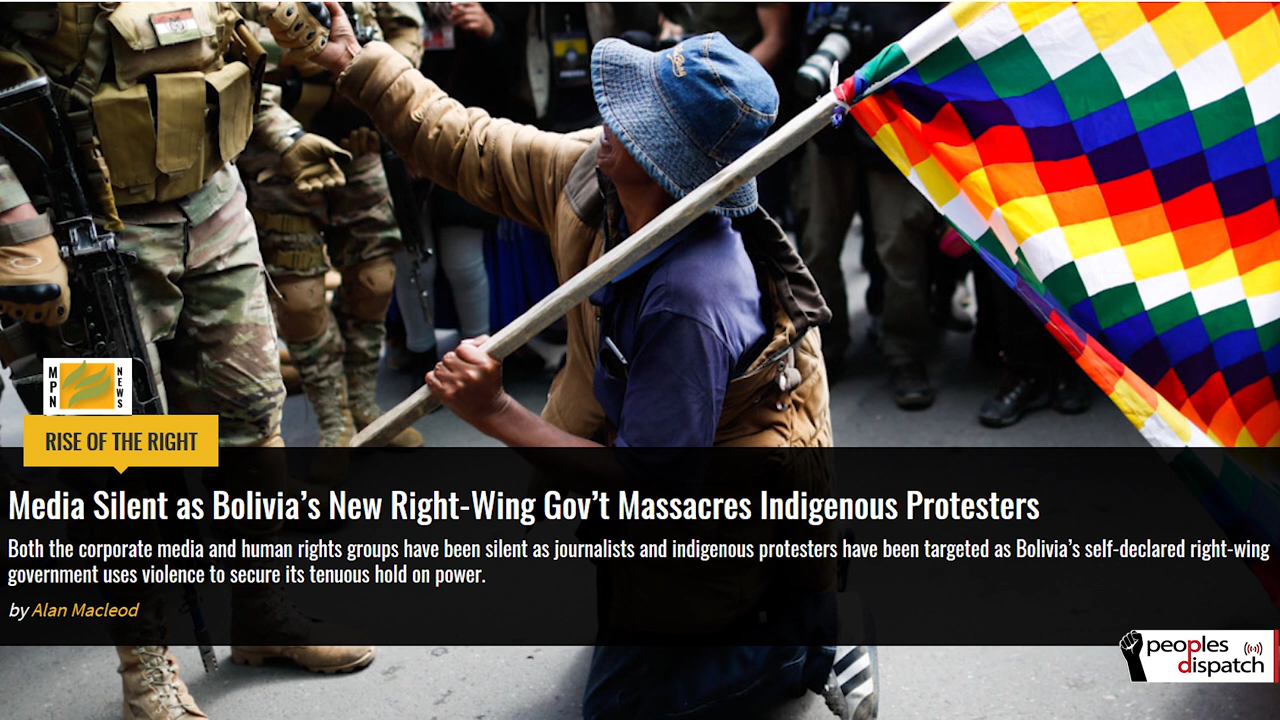 MPN NEWS
RISE OF THE RIGHT
Media Silent as Bolivia’s New Right-Wing Gov’t Massacres Indigenous Protesters
Both the corporate media and human rights groups have been silent as journalists and indigenous protesters have been targeted as Bolivia’s self-declared right-wing
government uses violence to secure its tenuous hold on power.
by Alan Macleod
peoples
dispatch